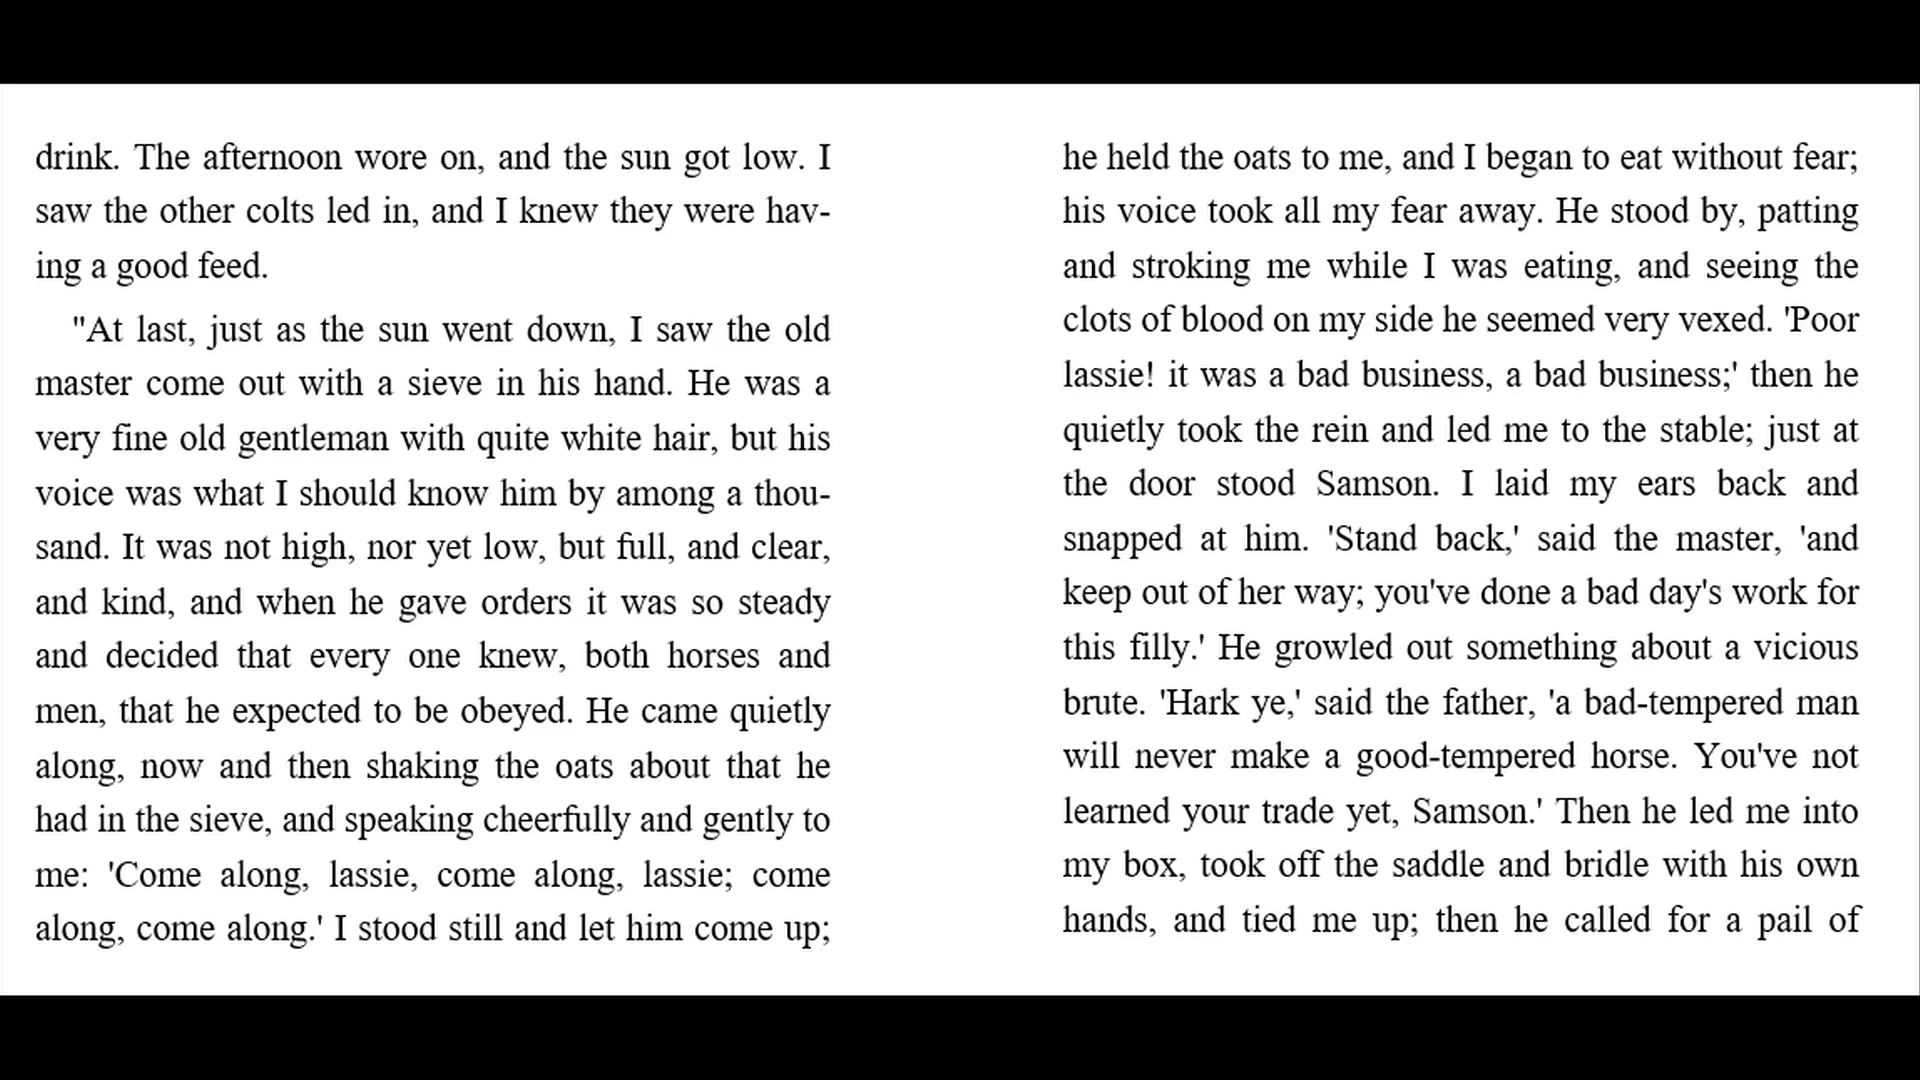 drink. The afternoon wore on, and the sun got low. I
saw the other colts led in, and I knew they were hav-
ing a good feed.
"At last, just as the sun went down, I saw the old
master come out with a sieve in his hand. He was a
very fine old gentleman with quite white hair, but his
voice was what I should know him by among a thou-
sand. It was not high, nor yet low, but full, and clear,
and kind, and when he gave orders it was so steady
and decided that every one knew, both horses and
men, that he expected to be obeyed. He came quietly
along, now and then shaking the oats about that he
had in the sieve, and speaking cheerfully and gently to
me: 'Come along, lassie, come along, lassie; come
along, come along.' I stood still and let him come up;
he held the oats to me, and I began to eat without fear;
his voice took all my fear away. He stood by, patting
and stroking me while I was eating, and seeing the
clots of blood on my side he seemed very vexed. 'Poor
lassie! it was a bad business, a bad business;' then he
quietly took the rein and led me to the stable; just at
the door stood Samson. I laid my ears back and
snapped at him. 'Stand back,' said the master, 'and
keep out of her way; you've done a bad day's work for
this filly.' He growled out something about a vicious
brute. 'Hark ye,' said the father, 'a bad-tempered man
will never make a good-tempered horse. You've not
learned your trade yet, Samson.' Then he led me into
my box, took off the saddle and bridle with his own
hands, and tied me up; then he called for a pail of